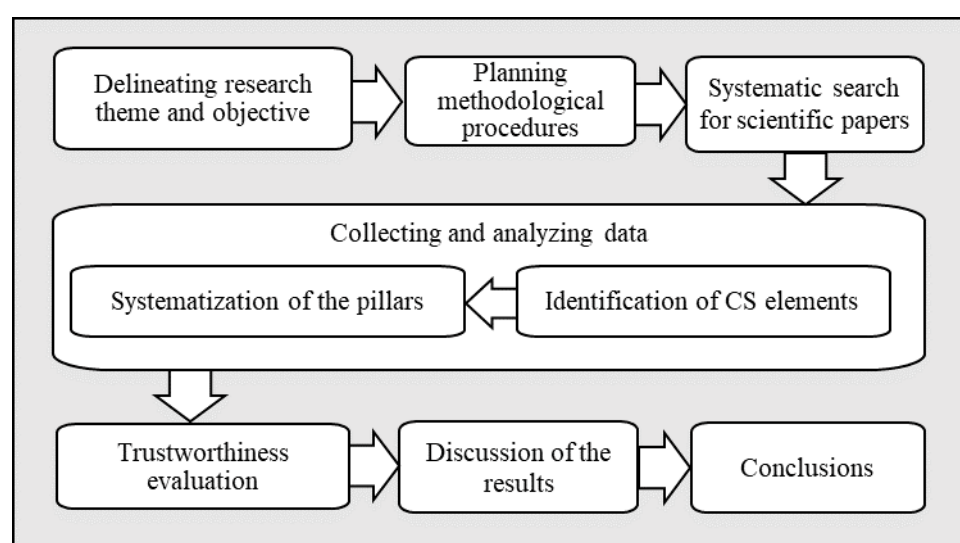 Delineating research
theme and objective
Planning
methodological
procedures
Systematic search
for scientific papers
Collecting and analyzing data
Identification of CS elements
Systematization of the pillars
Trustworthiness
evaluation
Discussion of the
results
Conclusions